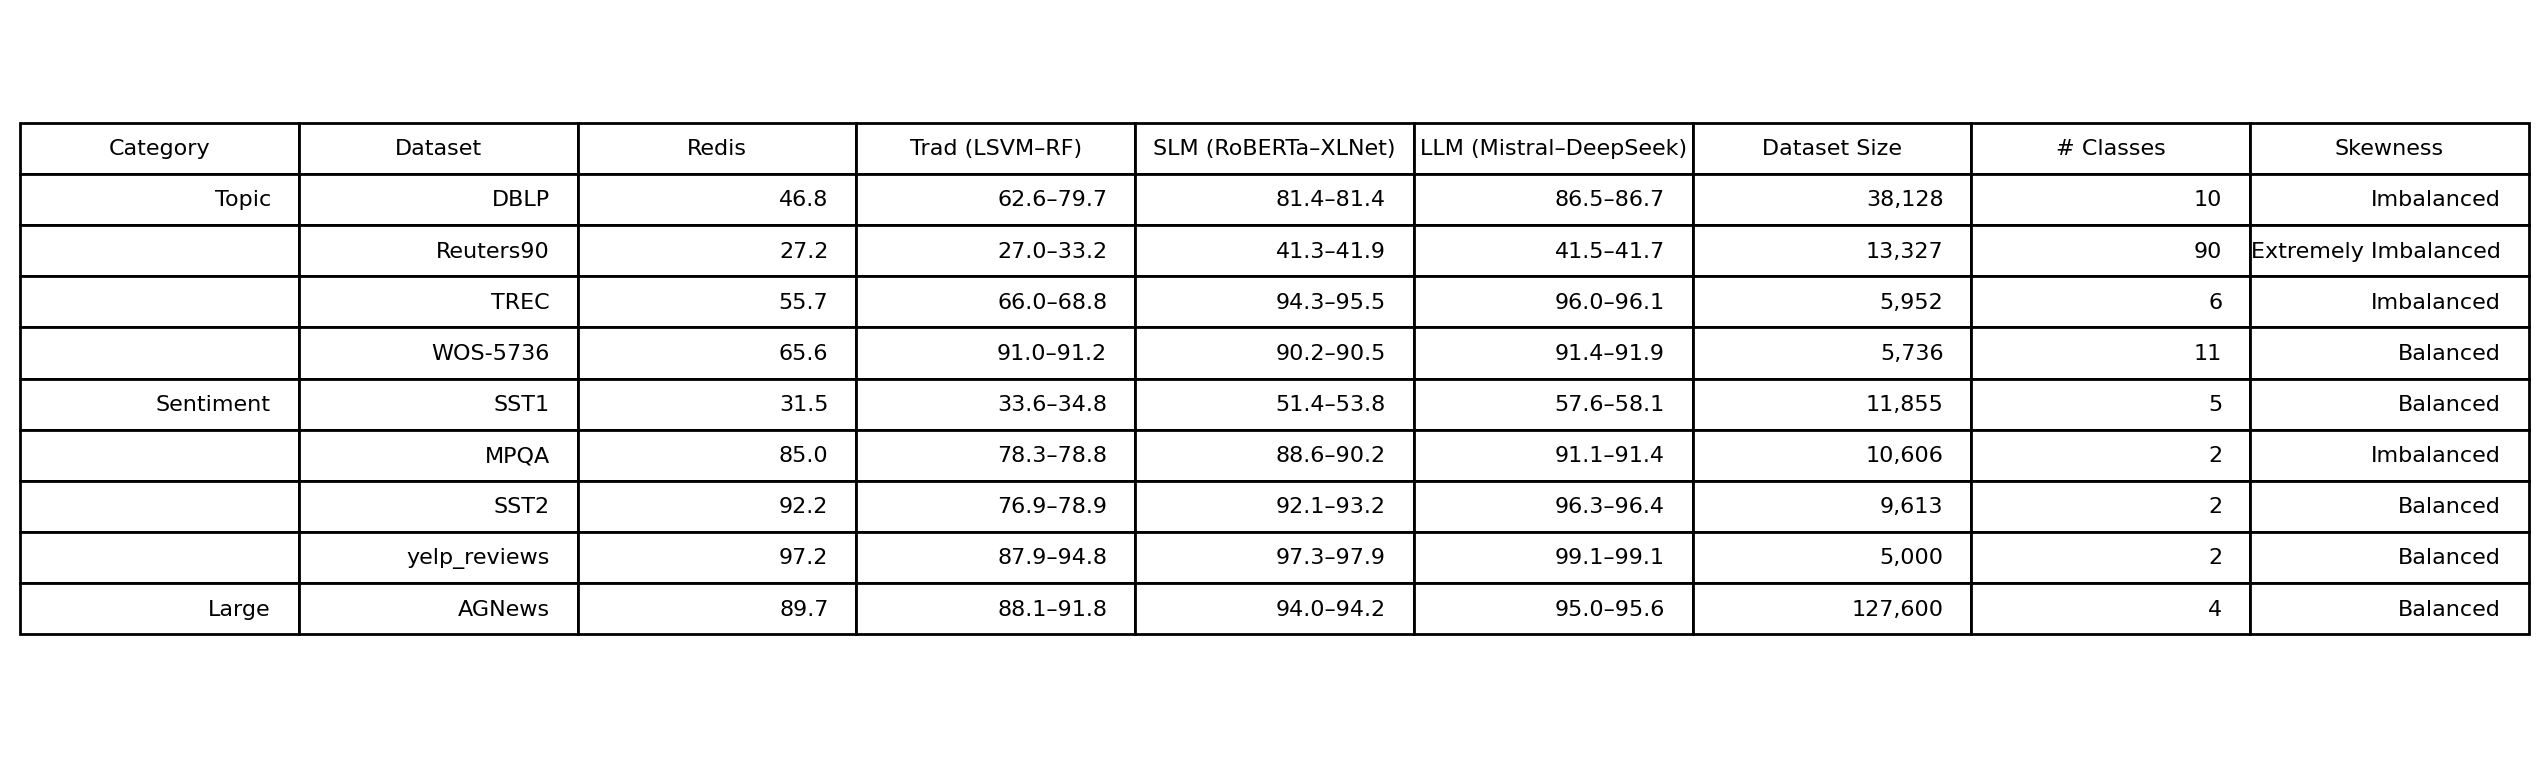 Category Dataset Redis Trad (LSVM–RF) SLM (RoBERTa–XLNet) LLM (Mistral–DeepSeek) Dataset Size # Classes Skewness
Topic DBLP 46.8 62.6–79.7 81.4–81.4 86.5–86.7 38,128 10 Imbalanced
Reuters90 27.2 27.0–33.2 41.3–41.9 41.5–41.7 13,327 90 Extremely Imbalanced
TREC 55.7 66.0–68.8 94.3–95.5 96.0–96.1 5,952 6 Imbalanced
WOS-5736 65.6 91.0–91.2 90.2–90.5 91.4–91.9 5,736 11 Balanced
Sentiment SST1 31.5 33.6–34.8 51.4–53.8 57.6–58.1 11,855 5 Balanced
MPQA 85.0 78.3–78.8 88.6–90.2 91.1–91.4 10,606 2 Imbalanced
SST2 92.2 76.9–78.9 92.1–93.2 96.3–96.4 9,613 2 Balanced
yelp_reviews 97.2 87.9–94.8 97.3–97.9 99.1–99.1 5,000 2 Balanced
Large AGNews 89.7 88.1–91.8 94.0–94.2 95.0–95.6 127,600 4 Balanced